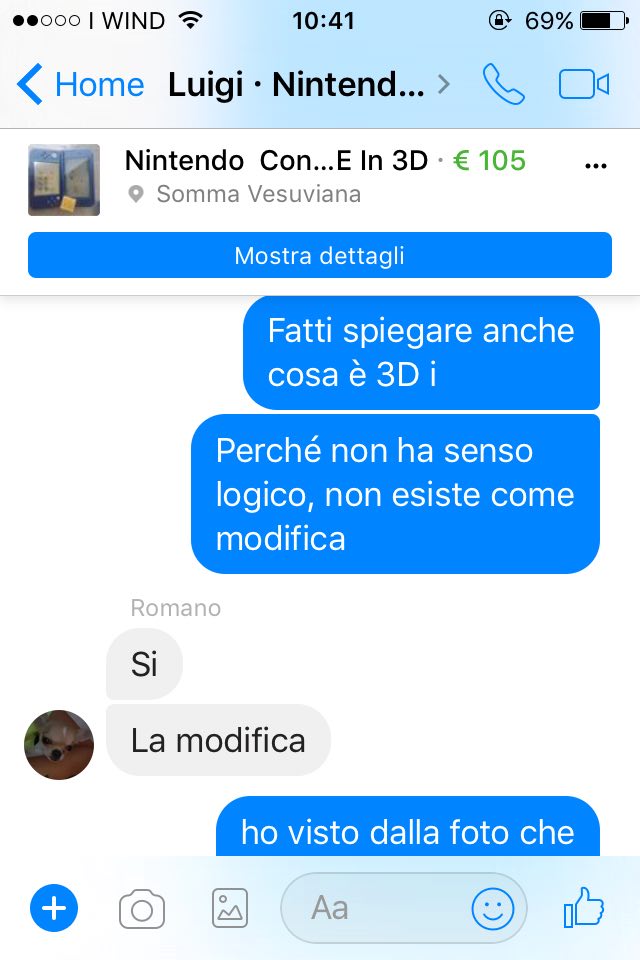 I WIND 10:41 69%
Home Luigi · Nintend...
Nintendo Con...E In 3D · € 105
Somma Vesuviana
Mostra dettagli
Fatti spiegare anche
cosa è 3D i
Perché non ha senso
logico, non esiste come
modifica
Romano
Si
La modifica
ho visto dalla foto che
Aa